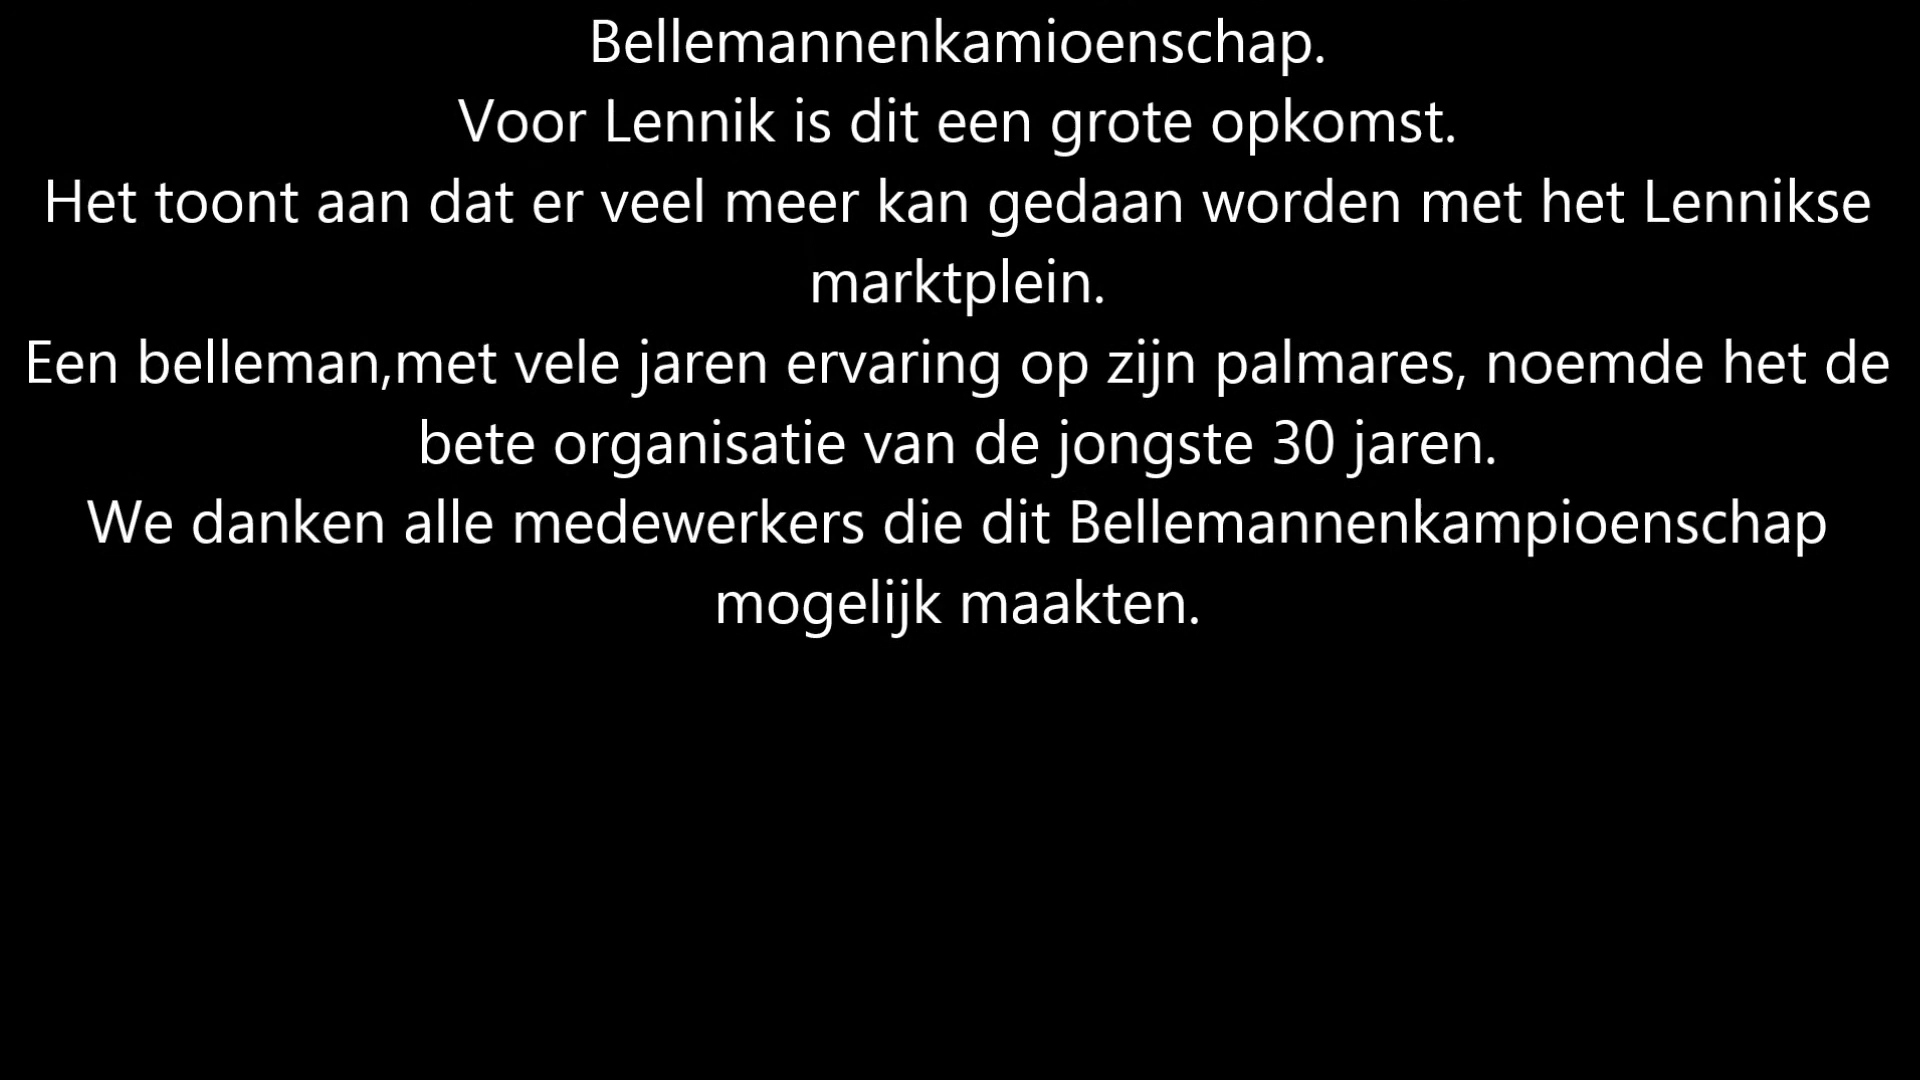 Bellemannenkamioenschap.
Voor Lennik is dit een grote opkomst.
Het toont aan dat er veel meer kan gedaan worden met het Lennikse
marktplein.
Een belleman,met vele jaren ervaring op zijn palmares, noemde het de
bete organisatie van de jongste 30 jaren.
We danken alle medewerkers die dit Bellemannenkampioenschap
mogelijk maakten.